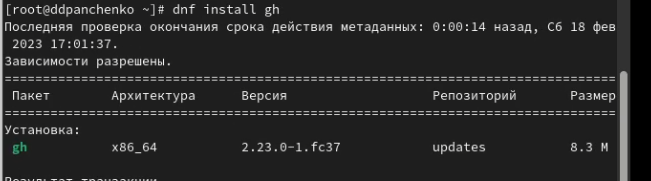 [root@ddpanchenko ~]# dnf install gh
Последняя проверка окончания срока действия метаданных: 0:00:14 назад, Сб 18 фев
2023 17:01:37.
Зависимости разрешены.
================================================================================
Пакет Архитектура Версия Репозиторий Размер
================================================================================
Установка:
gh x86_64 2.23.0-1.fc37 updates 8.3 M
Результат транзакции